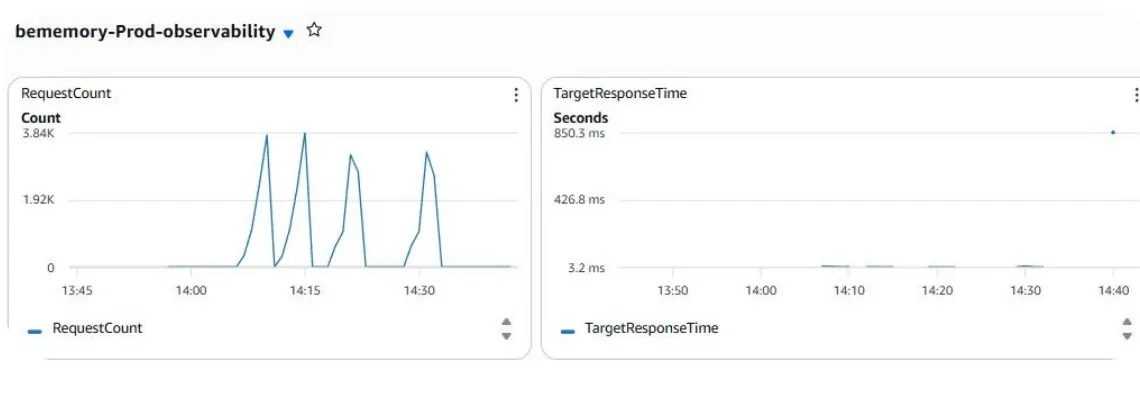 bememory-Prod-observability
RequestCount
Count
3.84K
1.92K
0
13:45 14:00 14:15 14:30
RequestCount
TargetResponseTime
Seconds
850.3 ms
426.8 ms
3.2 ms
13:50 14:00 14:10 14:20 14:30 14:40
TargetResponseTime